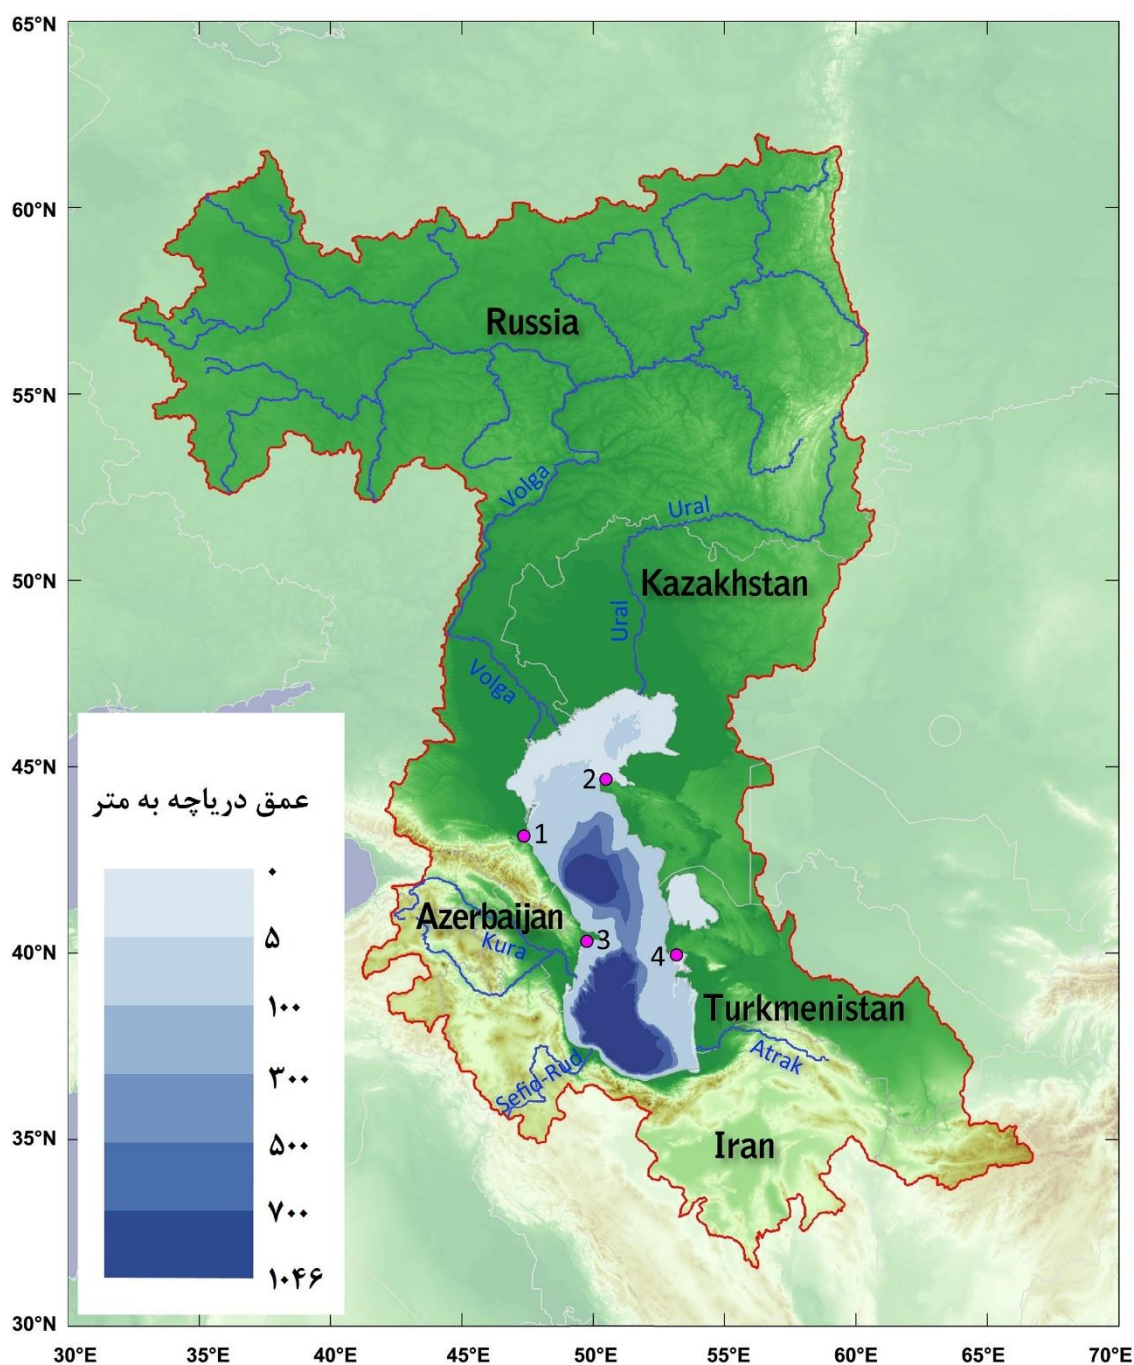 65°N
60°N
Russia
55°N
Volga
Ural
50°N
Kazakhstan
Ural
Volga
45°N
2
1
عمق دریاچه به متر
۰
۵
۱۰۰
۳۰۰
۵۰۰
۷۰۰
۱۰۴۶
Azerbaijan
Kura
3
40°N
4
Turkmenistan
Atrak
Sefid-Rud
35°N
Iran
30°N
30°E 35°E 40°E 45°E 50°E 55°E 60°E 65°E 70°E